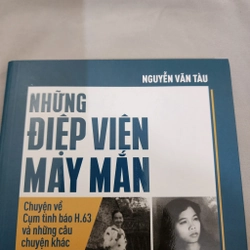 NGUYỄN VĂN TÀU
NHỮNG
ĐIỆP VIÊN
MAY MẮN
Chuyện về
Cụm tình báo H.63
và những câu
chuyện khác